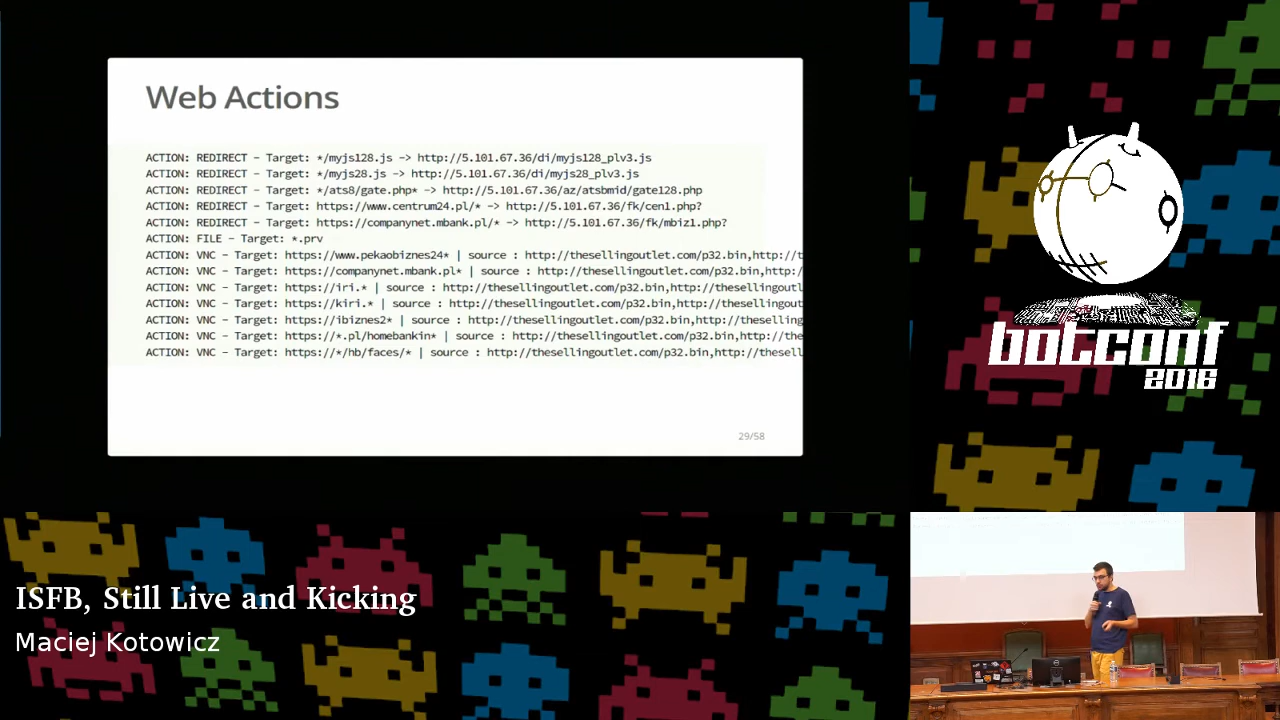 Web Actions
ACTION: REDIRECT - Target: */myjs128.js -> http://5.101.67.36/di/myjs128_plv3.js
ACTION: REDIRECT - Target: */myjs28.js -> http://5.101.67.36/di/myjs28_plv3.js
ACTION: REDIRECT - Target: */ats8/gate.php* -> http://5.101.67.36/az/atsbmid/gate128.php
ACTION: REDIRECT - Target: https://www.centrum24.pl/* -> http://5.101.67.36/fk/cen1.php?
ACTION: REDIRECT - Target: https://companynet.mbank.pl/* -> http://5.101.67.36/fk/mbiz1.php?
ACTION: FILE - Target: *.prv
ACTION: VNC - Target: https://www.pekaobiznes24* | source : http://thesellingoutlet.com/p32.bin,http://t
ACTION: VNC - Target: https://companynet.mbank.pl* | source : http://thesellingoutlet.com/p32.bin,http:/
ACTION: VNC - Target: https://iri.* | source : http://thesellingoutlet.com/p32.bin,http://thesellingoutl
ACTION: VNC - Target: https://kiri.* | source : http://thesellingoutlet.com/p32.bin,http://thesellingout
ACTION: VNC - Target: https://ibiznes2* | source : http://thesellingoutlet.com/p32.bin,http://theselling
ACTION: VNC - Target: https://*.pl/homebankin* | source : http://thesellingoutlet.com/p32.bin,http://the
ACTION: VNC - Target: https://*/hb/faces/* | source : http://thesellingoutlet.com/p32.bin,http://thesell
29/58
botconf
2016
ISFB, Still Live and Kicking
Maciej Kotowicz